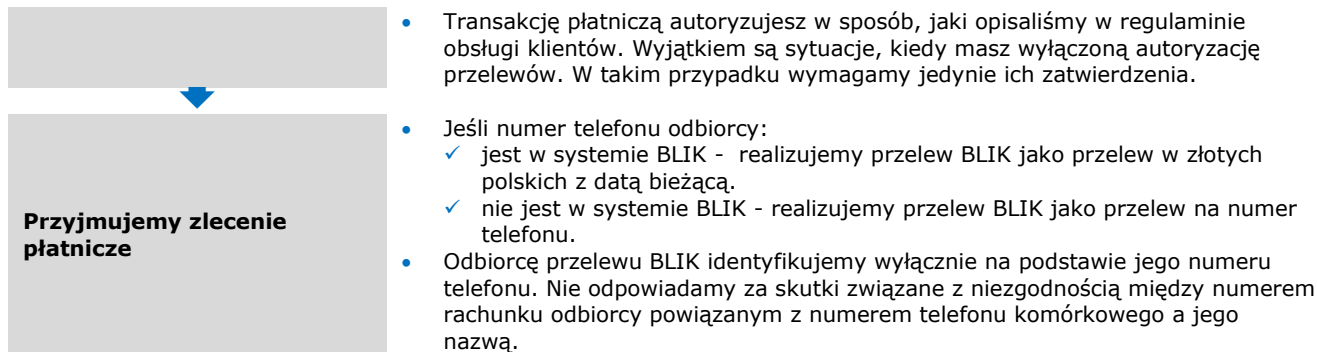 • Transakcję płatniczą autoryzujesz w sposób, jaki opisaliśmy w regulaminie
obsługi klientów. Wyjątkiem są sytuacje, kiedy masz wyłączoną autoryzację
przelewów. W takim przypadku wymagamy jedynie ich zatwierdzenia.
Przyjmujemy zlecenie
płatnicze
• Jeśli numer telefonu odbiorcy:
✓ jest w systemie BLIK - realizujemy przelew BLIK jako przelew w złotych
polskich z datą bieżącą.
✓ nie jest w systemie BLIK - realizujemy przelew BLIK jako przelew na numer
telefonu.
• Odbiorcę przelewu BLIK identyfikujemy wyłącznie na podstawie jego numeru
telefonu. Nie odpowiadamy za skutki związane z niezgodnością między numerem
rachunku odbiorcy powiązanym z numerem telefonu komórkowego a jego
nazwą.